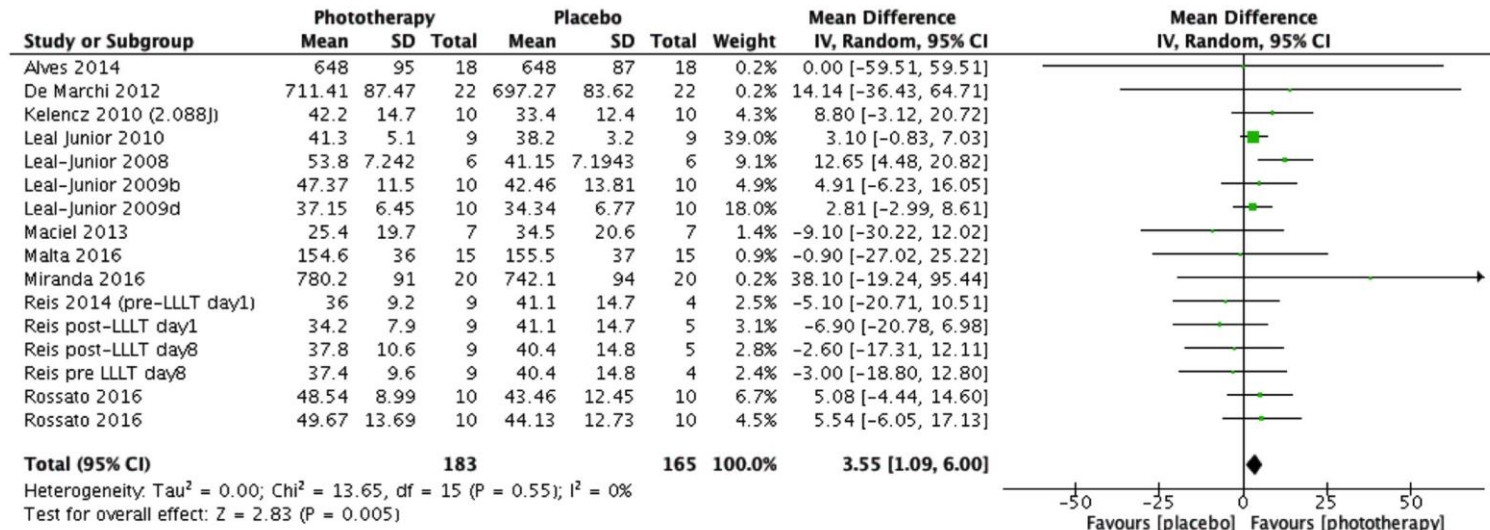 Phototherapy Placebo Mean Difference Mean Difference
Study or Subgroup Mean SD Total Mean SD Total Weight IV, Random, 95% CI IV, Random, 95% CI
Alves 2014 648 95 18 648 87 18 0.2% 0.00 [-59.51, 59.51]
De Marchi 2012 711.41 87.47 22 697.27 83.62 22 0.2% 14.14 [-36.43, 64.71]
Kelencz 2010 (2.088J) 42.2 14.7 10 33.4 12.4 10 4.3% 8.80 [-3.12, 20.72]
Leal Junior 2010 41.3 5.1 9 38.2 3.2 9 39.0% 3.10 [-0.83, 7.03]
Leal-Junior 2008 53.8 7.242 6 41.15 7.1943 6 9.1% 12.65 [4.48, 20.82]
Leal-Junior 2009b 47.37 11.5 10 42.46 13.81 10 4.9% 4.91 [-6.23, 16.05]
Leal-Junior 2009d 37.15 6.45 10 34.34 6.77 10 18.0% 2.81 [-2.99, 8.61]
Maciel 2013 25.4 19.7 7 34.5 20.6 7 1.4% -9.10 [-30.22, 12.02]
Malta 2016 154.6 36 15 155.5 37 15 0.9% -0.90 [-27.02, 25.22]
Miranda 2016 780.2 91 20 742.1 94 20 0.2% 38.10 [-19.24, 95.44]
Reis 2014 (pre-LLLT day1) 36 9.2 9 41.1 14.7 4 2.5% -5.10 [-20.71, 10.51]
Reis post-LLLT day1 34.2 7.9 9 41.1 14.7 5 3.1% -6.90 [-20.78, 6.98]
Reis post-LLLT day8 37.8 10.6 9 40.4 14.8 5 2.8% -2.60 [-17.31, 12.11]
Reis pre LLLT day8 37.4 9.6 9 40.4 14.8 4 2.4% -3.00 [-18.80, 12.80]
Rossato 2016 48.54 8.99 10 43.46 12.45 10 6.7% 5.08 [-4.44, 14.60]
Rossato 2016 49.67 13.69 10 44.13 12.73 10 4.5% 5.54 [-6.05, 17.13]
Total (95% CI) 183 165 100.0% 3.55 [1.09, 6.00]
Heterogeneity: Tau² = 0.00; Chi² = 13.65, df = 15 (P = 0.55); I² = 0%
Test for overall effect: Z = 2.83 (P = 0.005)
-50 -25 0 25 50
Favours [placebo] Favours [phototherapy]